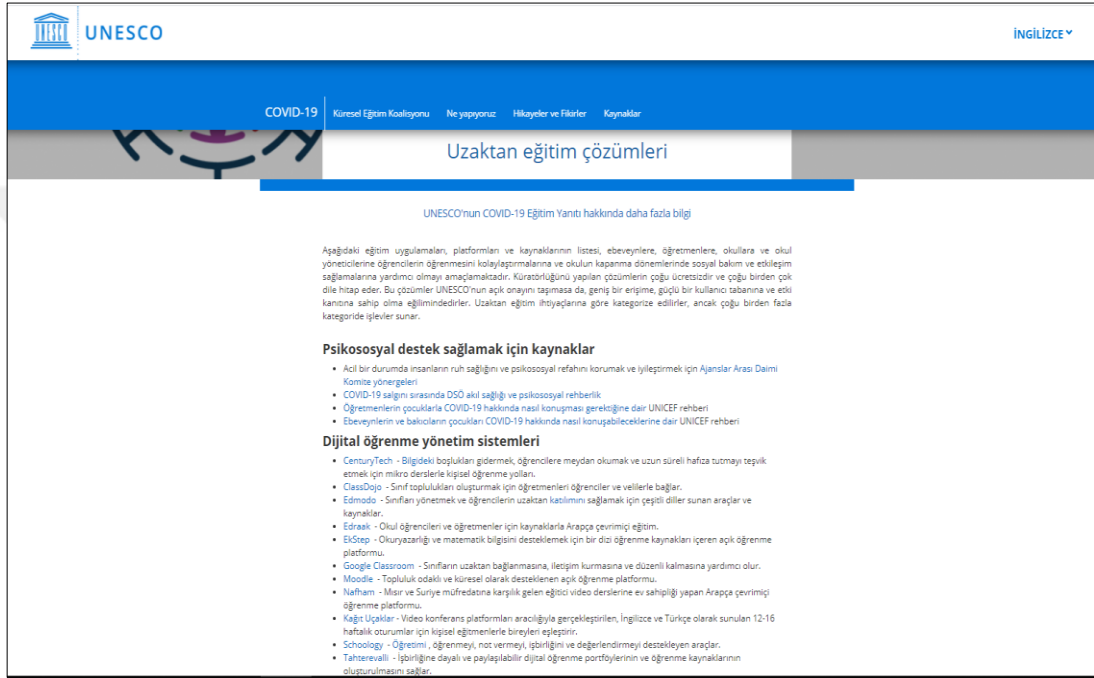 UNESCO
İNGİLİZCE
COVID-19 Küresel Eğitim Koalisyonu Ne yapıyoruz Hikayeler ve Fikirler Kaynaklar
Uzaktan eğitim çözümleri
UNESCO'nun COVID-19 Eğitim Yanıtı hakkında daha fazla bilgi
Aşağıdaki eğitim uygulamaları, platformları ve kaynaklarının listesi, ebeveynlere, öğretmenlere, okullara ve okul
yöneticilerine öğrencilerin öğrenmesini kolaylaştırmalarına ve okulun kapanma dönemlerinde sosyal bakım ve etkileşim
sağlamalarına yardımcı olmayı amaçlamaktadır. Küratörlüğünü yapılan çözümlerin çoğu ücretsizdir ve çoğu birden çok
dile hitap eder. Bu çözümler UNESCO'nun açık onayını taşımasa da, geniş bir erişime, güçlü bir kullanıcı tabanına ve etki
kanıtına sahip olma eğilimindedirler. Uzaktan eğitim ihtiyaçlarına göre kategorize edilirler, ancak çoğu birden fazla
kategoride işlevler sunar.
Psikososyal destek sağlamak için kaynaklar
• Acil bir durumda insanların ruh sağlığını ve psikososyal refahını korumak ve iyileştirmek için Ajanslar Arası Daimi
Komite yönergeleri
• COVID-19 salgını sırasında DSÖ akıl sağlığı ve psikososyal rehberlik
• Öğretmenlerin çocuklarla COVID-19 hakkında nasıl konuşması gerektiğine dair UNICEF rehberi
• Ebeveynlerin ve bakıcıların çocukları COVID-19 hakkında nasıl konuşabileceklerine dair UNICEF rehberi
Dijital öğrenme yönetim sistemleri
• CenturyTech - Bilgideki boşlukları gidermek, öğrencilere meydan okumak ve uzun süreli hafıza tutmayı teşvik
etmek için mikro derslerle kişisel öğrenme yolları.
• ClassDojo - Sınıf toplulukları oluşturmak için öğretmenleri öğrenciler ve velilerle bağlar.
• Edmodo - Sınıfları yönetmek ve öğrencilerin uzaktan katılımını sağlamak için çeşitli diller sunan araçlar ve
kaynaklar.
• Edraak - Okul öğrencileri ve öğretmenler için kaynaklarla Arapça çevrimiçi eğitim.
• EkStep - Okuryazarlığı ve matematik bilgisini desteklemek için bir dizi öğrenme kaynakları içeren açık öğrenme
platformu.
• Google Classroom - Sınıfların uzaktan bağlanmasına, iletişim kurmasına ve düzenli kalmasına yardımcı olur.
• Moodle - Topluluk odaklı ve küresel olarak desteklenen açık öğrenme platformu.
• Nafham - Mısır ve Suriye müfredatına karşılık gelen eğitici video derslerine ev sahipliği yapan Arapça çevrimiçi
öğrenme platformu.
• Kağıt Uçaklar - Video konferans platformları aracılığıyla gerçekleştirilen, İngilizce ve Türkçe olarak sunulan 12-16
haftalık oturumlar için kişisel eğitmenlerle bireyleri eşleştirir.
• Schoology - Öğretimi , öğrenmeyi, not vermeyi, işbirliğini ve değerlendirmeyi destekleyen araçlar.
• Tahterevalli - İşbirliğine dayalı ve paylaşılabilir dijital öğrenme portföylerinin ve öğrenme kaynaklarının
oluşturulmasını sağlar.